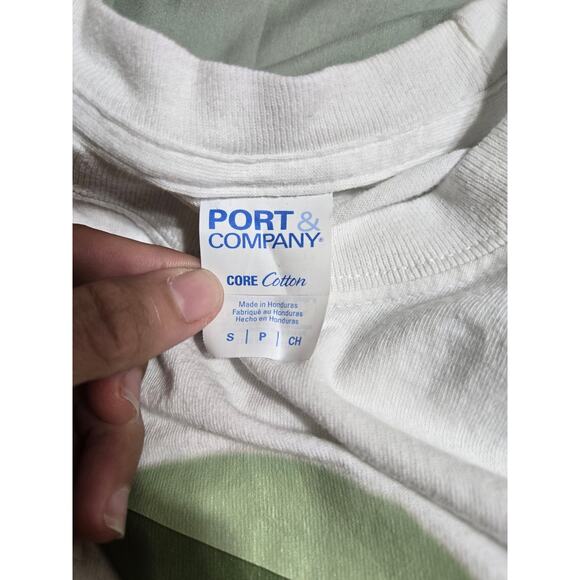 PORT &
COMPANY®
CORE Cotton
Made in Honduras
Fabriqué au Honduras
Hecho en Honduras
S | P | CH